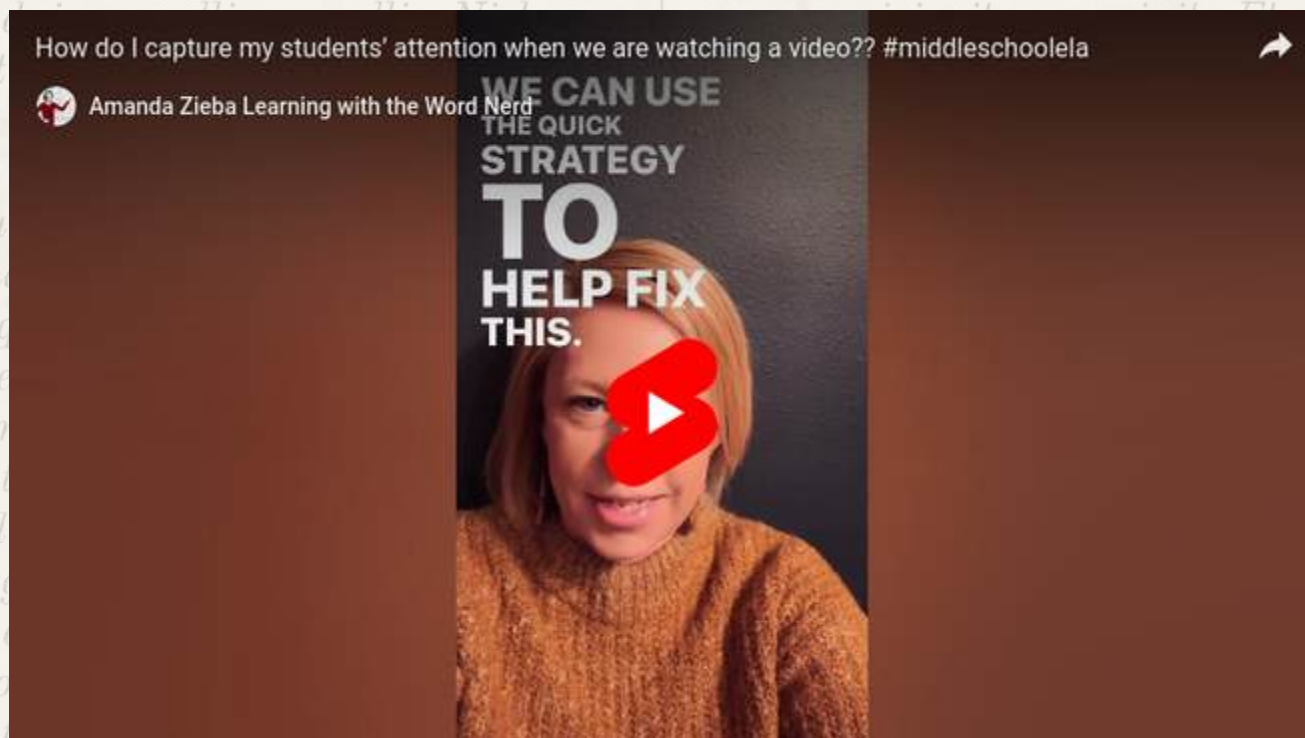 How do I capture my students’ attention when we are watching a video?? #middleschoolela
Amanda Zieba Learning with the Word Nerd
WE CAN USE
THE QUICK
STRATEGY
TO
HELP FIX
THIS.